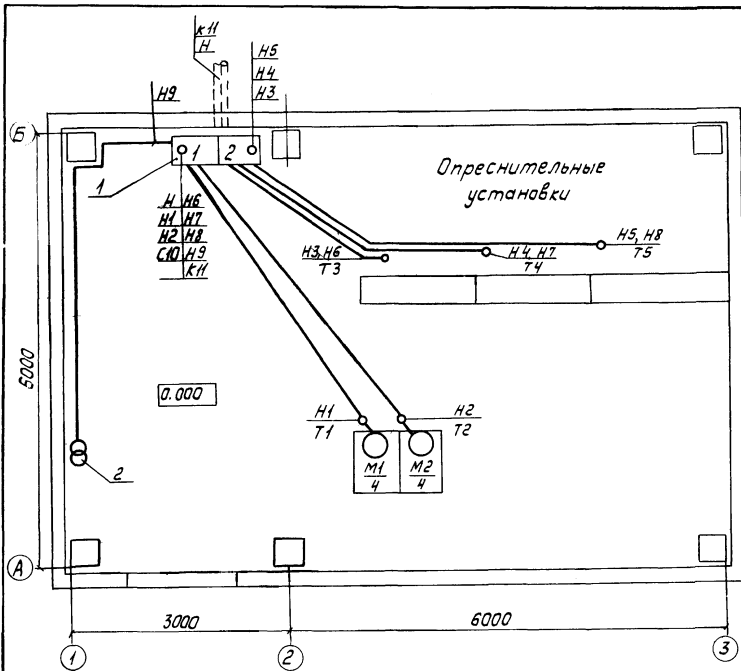 К11
Н
Н5
Н4
Н3
Н9
Б
1
2
1
Опреснительные
установки
Н Н6
Н1 Н7
Н2 Н8
С10 Н9
К11
Н3, Н6
Т3
Н4, Н7
Т4
Н5, Н8
Т5
6000
0.000
Н1
Т1
Н2
Т2
М1
4
М2
4
2
А
3000
6000
1
2
3